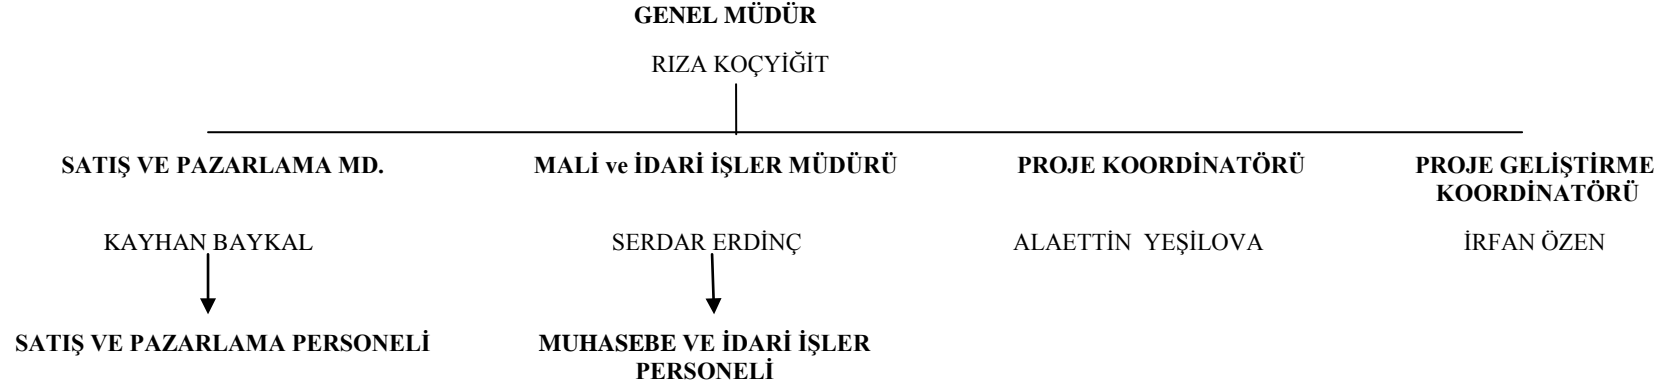 GENEL MÜDÜR
RIZA KOÇYİĞİT
SATIŞ VE PAZARLAMA MD.
MALİ ve İDARİ İŞLER MÜDÜRÜ
PROJE KOORDİNATÖRÜ
PROJE GELİŞTİRME
KOORDİNATÖRÜ
KAYHAN BAYKAL
SERDAR ERDİNÇ
ALAETTİN YEŞİLOVA
İRFAN ÖZEN
SATIŞ VE PAZARLAMA PERSONELİ
MUHASEBE VE İDARİ İŞLER
PERSONELİ